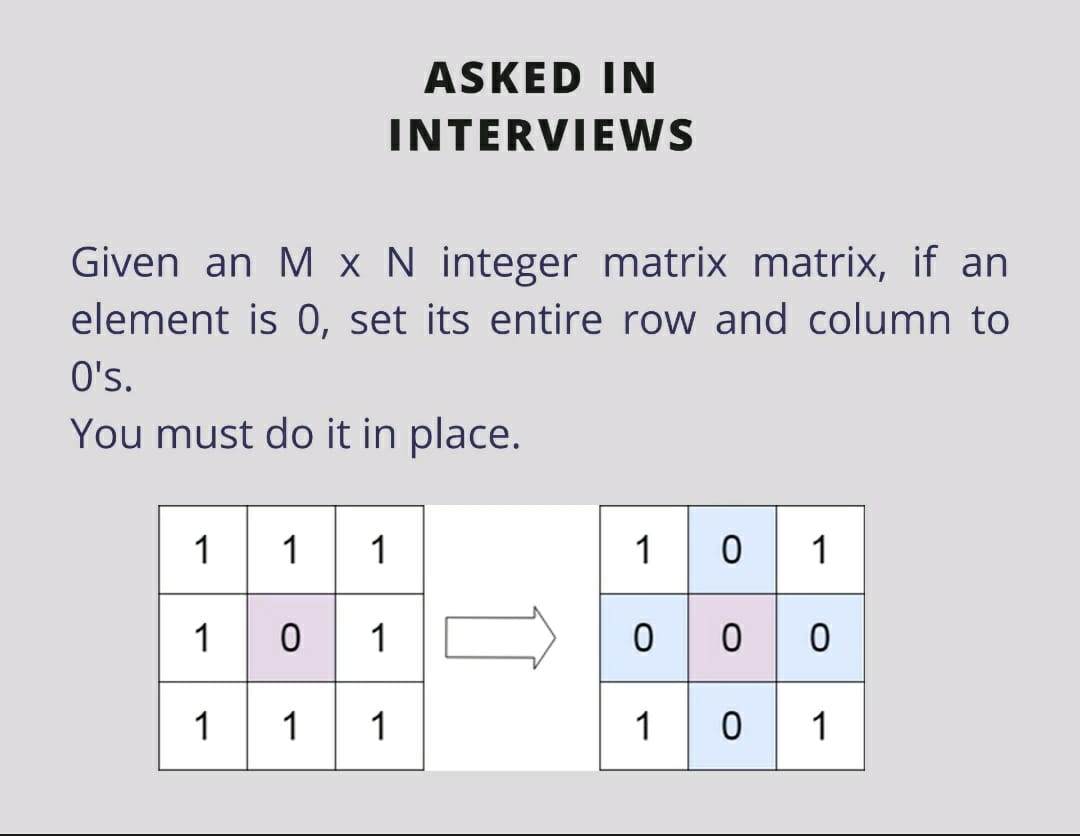 ASKED IN
INTERVIEWS
Given an M x N integer matrix matrix, if an
element is 0, set its entire row and column to
0's.
You must do it in place.
1 1 1 1 0 1
1 0 1 0 0 0
1 1 1 1 0 1